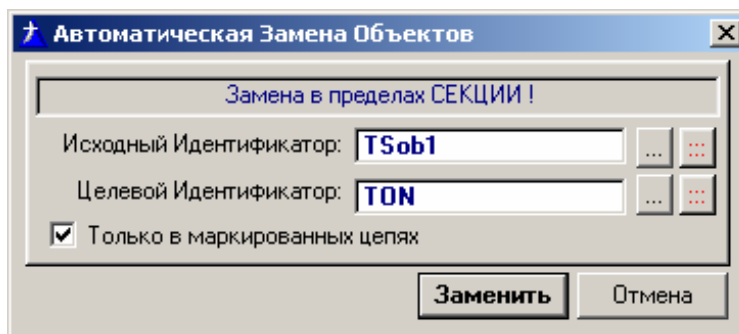 Автоматическая Замена Объектов
Замена в пределах СЕКЦИИ !
Исходный Идентификатор: TSob1 ... :::
Целевой Идентификатор: TON ... :::
Только в маркированных цепях
Заменить Отмена